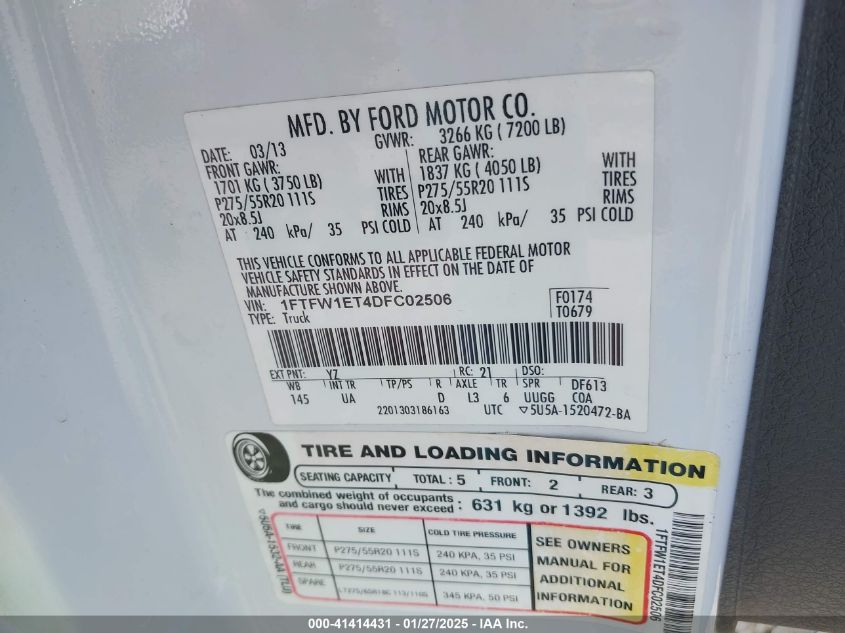 MFD. BY FORD MOTOR CO.
DATE: 03/13 GVWR: 3266 KG ( 7200 LB)
FRONT GAWR: REAR GAWR:
1701 KG ( 3750 LB) WITH 1837 KG ( 4050 LB) WITH
P275/55R20 111S TIRES P275/55R20 111S TIRES
20x8.5J RIMS 20x8.5J RIMS
AT 240 kPa/ 35 PSI COLD AT 240 kPa/ 35 PSI COLD
THIS VEHICLE CONFORMS TO ALL APPLICABLE FEDERAL MOTOR
VEHICLE SAFETY STANDARDS IN EFFECT ON THE DATE OF
MANUFACTURE SHOWN ABOVE.
VIN: 1FTFW1ET4DFC02506 F0174
TYPE: Truck T0679
EXT PNT: YZ RC: 21 DSO:
WB INT TR TP/PS R AXLE TR SPR DF613
145 UA D L3 6 UUGG COA
2201303186163 UTC ▽5U5A-1520472-BA
TIRE AND LOADING INFORMATION
SEATING CAPACITY TOTAL : 5 FRONT: 2 REAR: 3
The combined weight of occupants and cargo should never exceed : 631 kg or 1392 lbs.
TIRE SIZE COLD TIRE PRESSURE
FRONT P275/55R20 111S 240 KPA, 35 PSI
REAR P275/55R20 111S 240 KPA, 35 PSI
SPARE 345 KPA, 50 PSI
SEE OWNERS
MANUAL FOR
ADDITIONAL
INFORMATION
1FTFW1ET4DFC02506
000-41414431 - 01/27/2025 - IAA Inc.